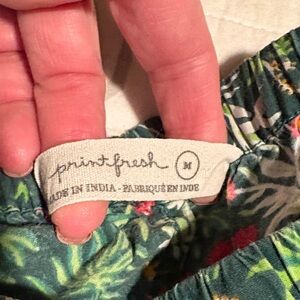 printfresh M
MADE IN INDIA - FABRIQUÉ EN INDE